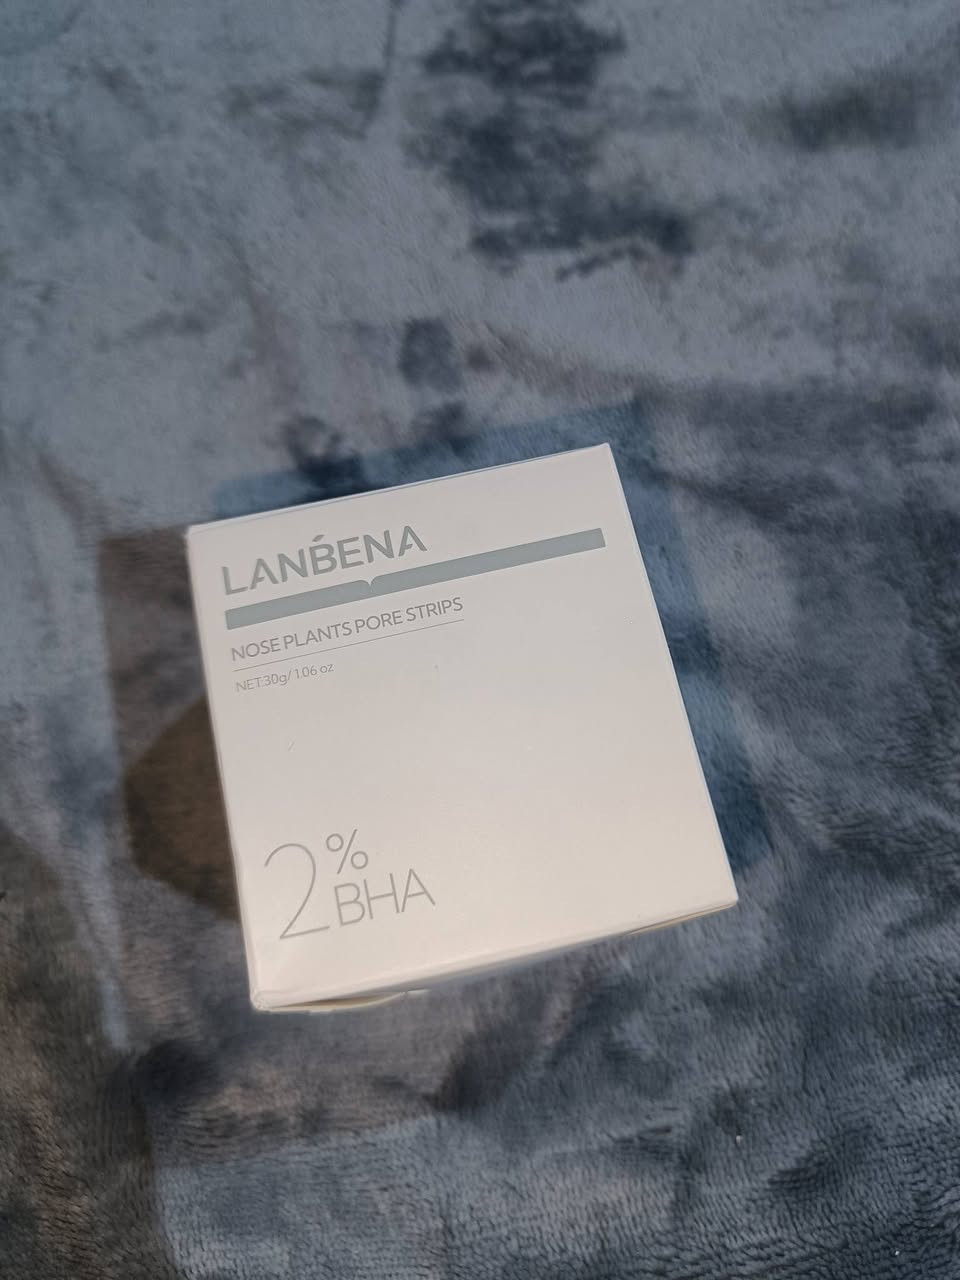 LANBENA
NOSE PLANTS PORE STRIPS
NET:30g/ 1.06 oz
2%
BHA